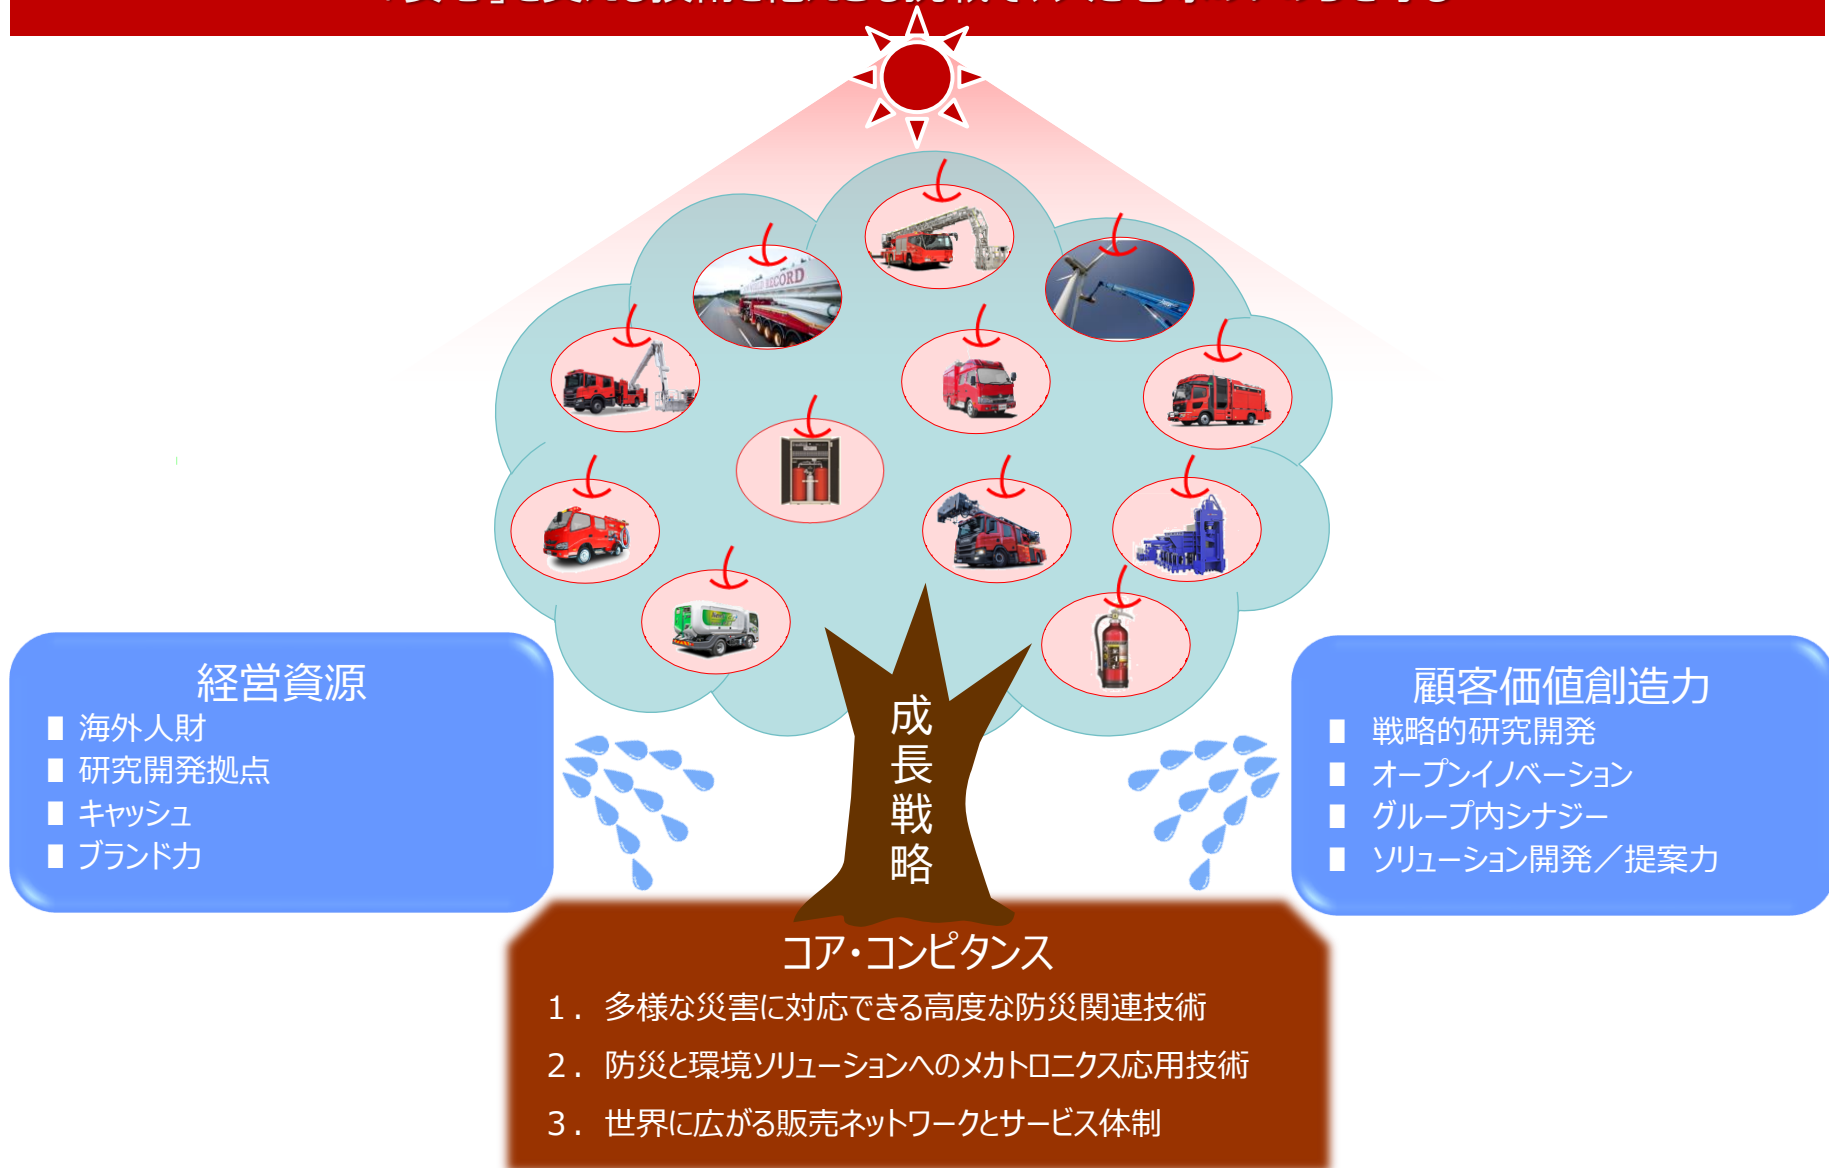 経営資源
■ 海外人財
■ 研究開発拠点
■ キャッシュ
■ ブランド力
成長戦略
顧客価値創造力
■ 戦略的研究開発
■ オープンイノベーション
■ グループ内シナジー
■ ソリューション開発／提案力
コア・コンピタンス
１．多様な災害に対応できる高度な防災関連技術
２．防災と環境ソリューションへのメカトロニクス応用技術
３．世界に広がる販売ネットワークとサービス体制
RECORD